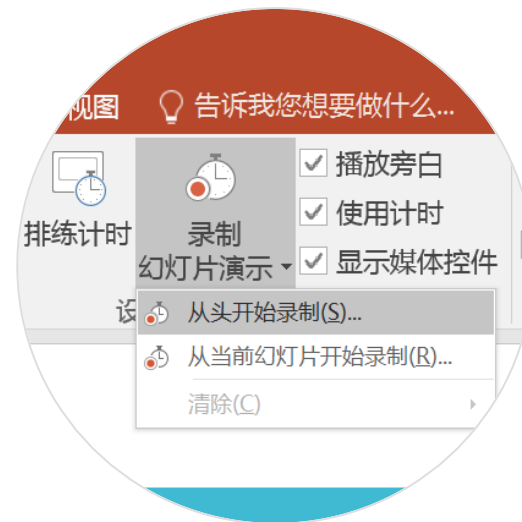 视图 告诉我您想要做什么...
播放旁白
使用计时
显示媒体控件
排练计时
录制
幻灯片演示
设
从头开始录制(S)...
从当前幻灯片开始录制(R)...
清除(C)